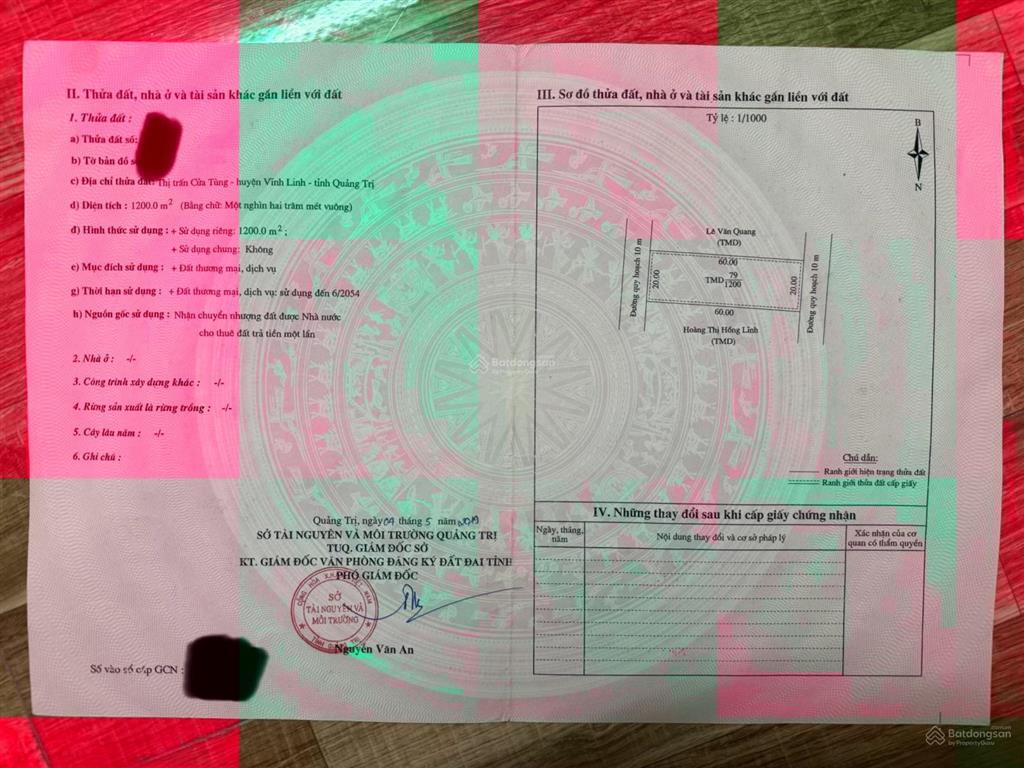 II. Thửa đất, nhà ở và tài sản khác gắn liền với đất
1. Thửa đất :
a) Thửa đất số:
b) Tờ bản đồ s
c) Địa chỉ thửa đất: Thị trấn Cửa Tùng - huyện Vĩnh Linh - tỉnh Quảng Trị
d) Diện tích : 1200.0 m² (Bằng chữ: Một nghìn hai trăm mét vuông)
đ) Hình thức sử dụng : + Sử dụng riêng: 1200.0 m² ;
+ Sử dụng chung: Không
e) Mục đích sử dụng : + Đất thương mại, dịch vụ
g) Thời hạn sử dụng : + Đất thương mại, dịch vụ: sử dụng đến 6/2054
h) Nguồn gốc sử dụng : Nhận chuyển nhượng đất được Nhà nước
cho thuê đất trả tiền một lần
2. Nhà ở : -/-
3. Công trình xây dựng khác : -/-
4. Rừng sản xuất là rừng trồng : -/-
5. Cây lâu năm : -/-
6. Ghi chú :
Quảng Trị, ngày 09 tháng 5 năm 2019
SỞ TÀI NGUYÊN VÀ MÔI TRƯỜNG QUẢNG TRỊ
TUQ. GIÁM ĐỐC SỞ
KT. GIÁM ĐỐC VĂN PHÒNG ĐĂNG KÝ ĐẤT ĐAI TỈNH
PHÓ GIÁM ĐỐC
SỞ
TÀI NGUYÊN VÀ
MÔI TRƯỜNG
Nguyễn Văn An
Số vào sổ cấp GCN :
III. Sơ đồ thửa đất, nhà ở và tài sản khác gắn liền với đất
Tỷ lệ : 1/1000
B
N
Lê Văn Quang
(TMD)
60.00
Đường quy hoạch 10 m
20.00
TMD 79
1200
20.00
Đường quy hoạch 10 m
60.00
Hoàng Thị Hồng Lĩnh
(TMD)
Chú dẫn:
Ranh giới hiện trạng thửa đất
Ranh giới thửa đất cấp giấy
IV. Những thay đổi sau khi cấp giấy chứng nhận
Ngày, tháng, năm
Nội dung thay đổi và cơ sở pháp lý
Xác nhận của cơ quan có thẩm quyền
Batdongsan
Batdongsan
by PropertyGuru